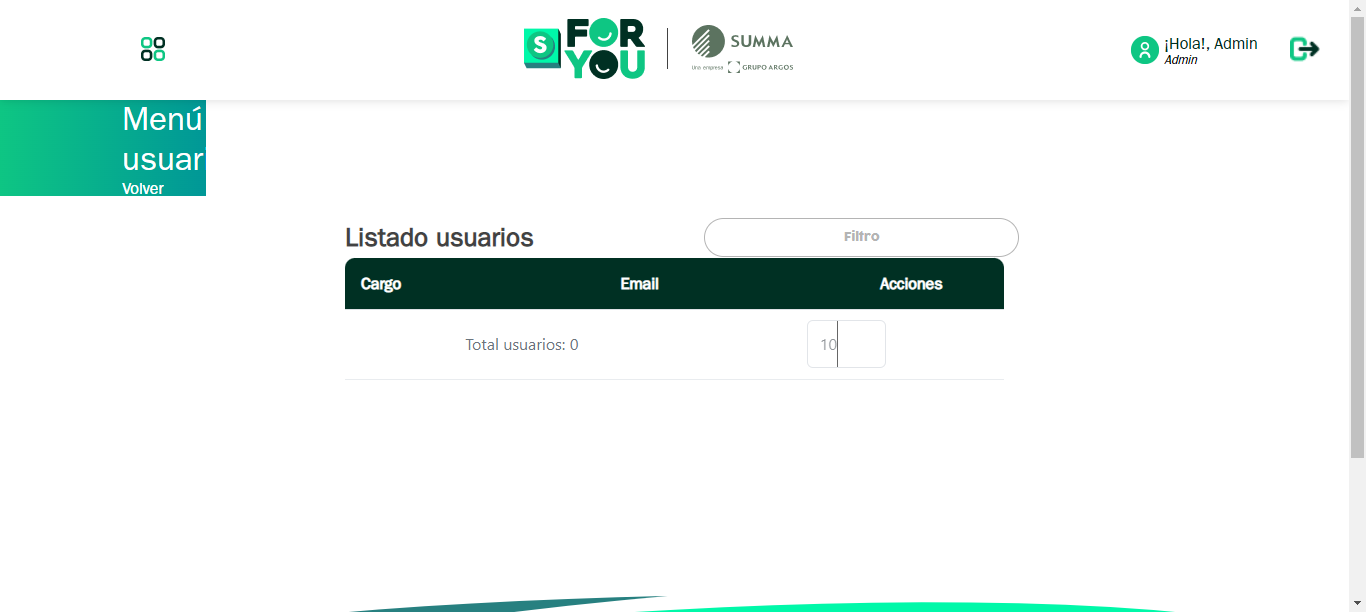 S
FOR
YOU
SUMMA
Una empresa GRUPO ARGOS
¡Hola!, Admin
Admin
Menú
usuar
Volver
Listado usuarios
Filtro
Cargo Email Acciones
Total usuarios: 0
10